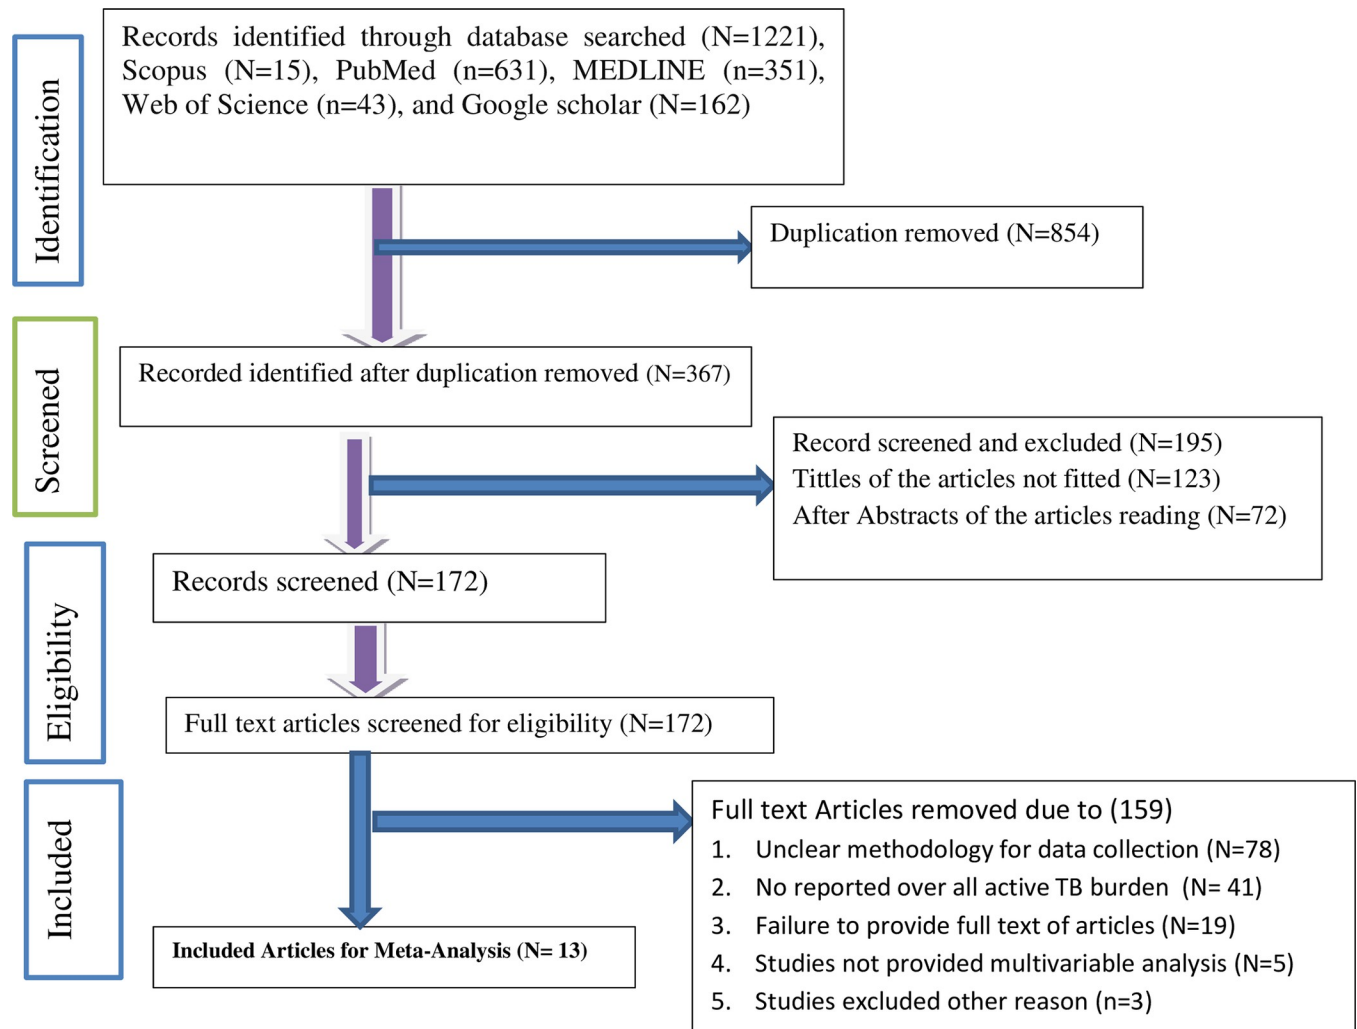 Identification
Records identified through database searched (N=1221),
Scopus (N=15), PubMed (n=631), MEDLINE (n=351),
Web of Science (n=43), and Google scholar (N=162)
Duplication removed (N=854)
Screened
Recorded identified after duplication removed (N=367)
Record screened and excluded (N=195)
Tittles of the articles not fitted (N=123)
After Abstracts of the articles reading (N=72)
Eligibility
Records screened (N=172)
Full text articles screened for eligibility (N=172)
Included
Full text Articles removed due to (159)
1. Unclear methodology for data collection (N=78)
2. No reported over all active TB burden (N= 41)
3. Failure to provide full text of articles (N=19)
4. Studies not provided multivariable analysis (N=5)
5. Studies excluded other reason (n=3)
Included Articles for Meta-Analysis (N= 13)